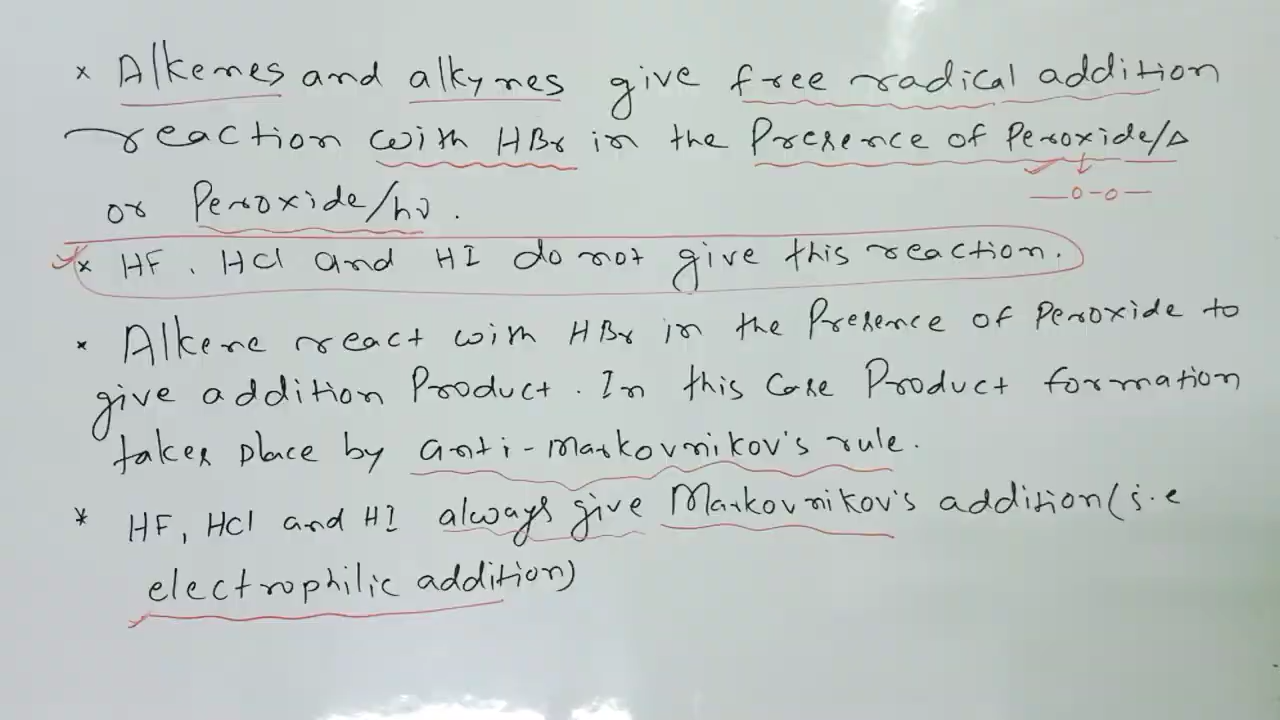 × Alkenes and alkynes give free radical addition
reaction with HBr in the Presence of Peroxide/Δ
—o-o—
or Peroxide/hν.
× HF, HCl and HI do not give this reaction.
* Alkene react with HBr in the Presence of Peroxide to
give addition Product. In this Case Product formation
takes place by anti-Markovnikov's rule.
* HF, HCl and HI always give Markovnikov's addition(i.e
electrophilic addition)